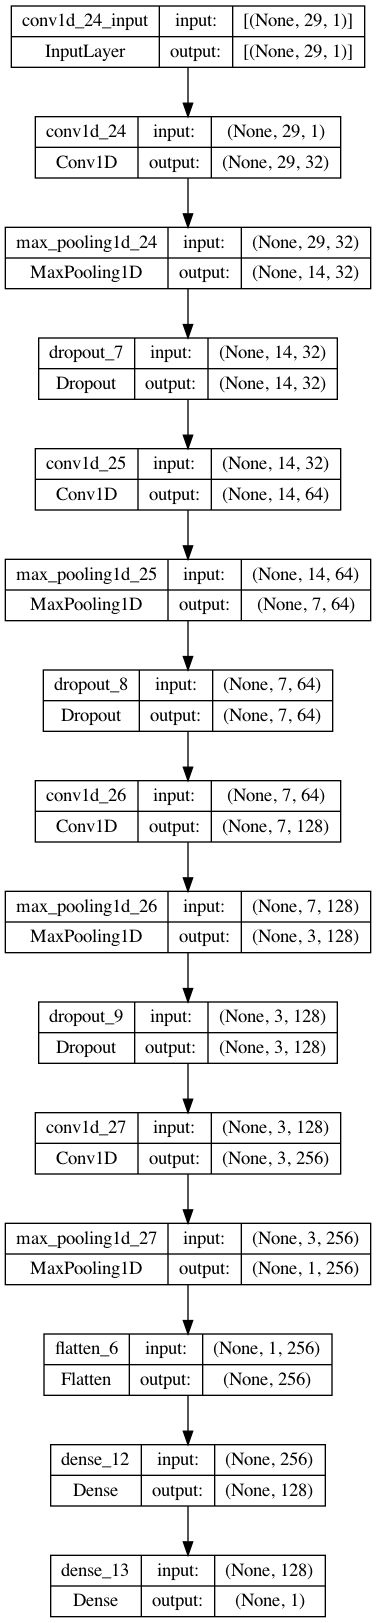 conv1d_24_input input: [(None, 29, 1)]
InputLayer output: [(None, 29, 1)]
conv1d_24 input: (None, 29, 1)
Conv1D output: (None, 29, 32)
max_pooling1d_24 input: (None, 29, 32)
MaxPooling1D output: (None, 14, 32)
dropout_7 input: (None, 14, 32)
Dropout output: (None, 14, 32)
conv1d_25 input: (None, 14, 32)
Conv1D output: (None, 14, 64)
max_pooling1d_25 input: (None, 14, 64)
MaxPooling1D output: (None, 7, 64)
dropout_8 input: (None, 7, 64)
Dropout output: (None, 7, 64)
conv1d_26 input: (None, 7, 64)
Conv1D output: (None, 7, 128)
max_pooling1d_26 input: (None, 7, 128)
MaxPooling1D output: (None, 3, 128)
dropout_9 input: (None, 3, 128)
Dropout output: (None, 3, 128)
conv1d_27 input: (None, 3, 128)
Conv1D output: (None, 3, 256)
max_pooling1d_27 input: (None, 3, 256)
MaxPooling1D output: (None, 1, 256)
flatten_6 input: (None, 1, 256)
Flatten output: (None, 256)
dense_12 input: (None, 256)
Dense output: (None, 128)
dense_13 input: (None, 128)
Dense output: (None, 1)